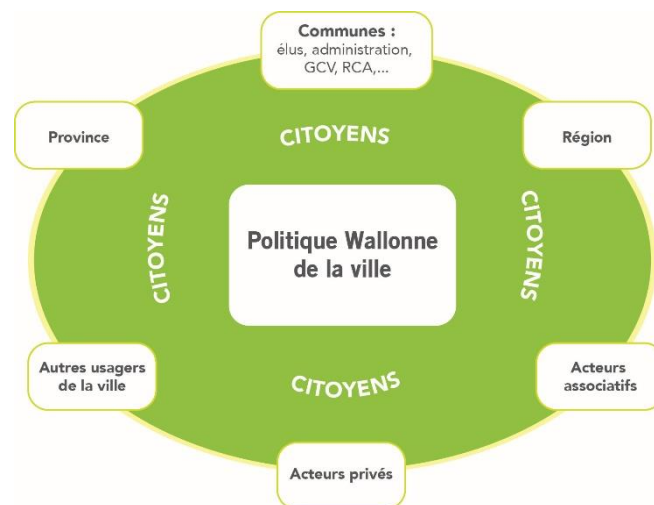 Communes :
élus, administration,
GCV, RCA,...
Province
CITOYENS
Région
CITOYENS
Politique Wallonne
de la ville
CITOYENS
Autres usagers
de la ville
CITOYENS
Acteurs
associatifs
Acteurs privés